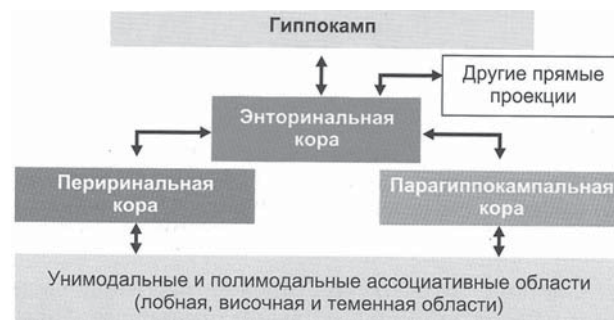 Гиппокамп
Другие прямые
проекции
Энторинальная
кора
Периринальная
кора
Парагиппокампальная
кора
Унимодальные и полимодальные ассоциативные области
(лобная, височная и теменная области)